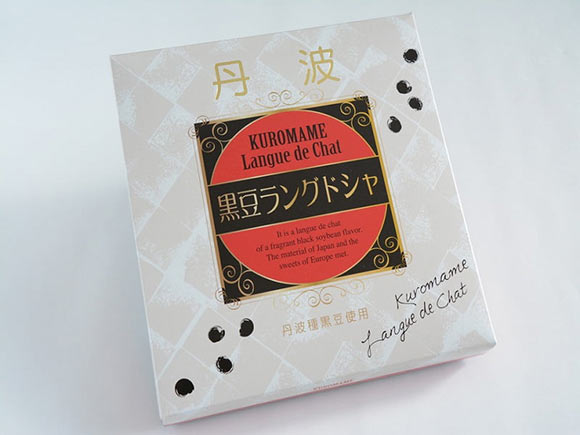 丹波
KUROMAME
Langue de Chat
黒豆ラングドシャ
It is a langue de chat
of a fragrant black soybean flavor.
The material of Japan and the
sweets of Europe met.
Kuromame
Langue de Chat
丹波種黒豆使用
KUROMAME